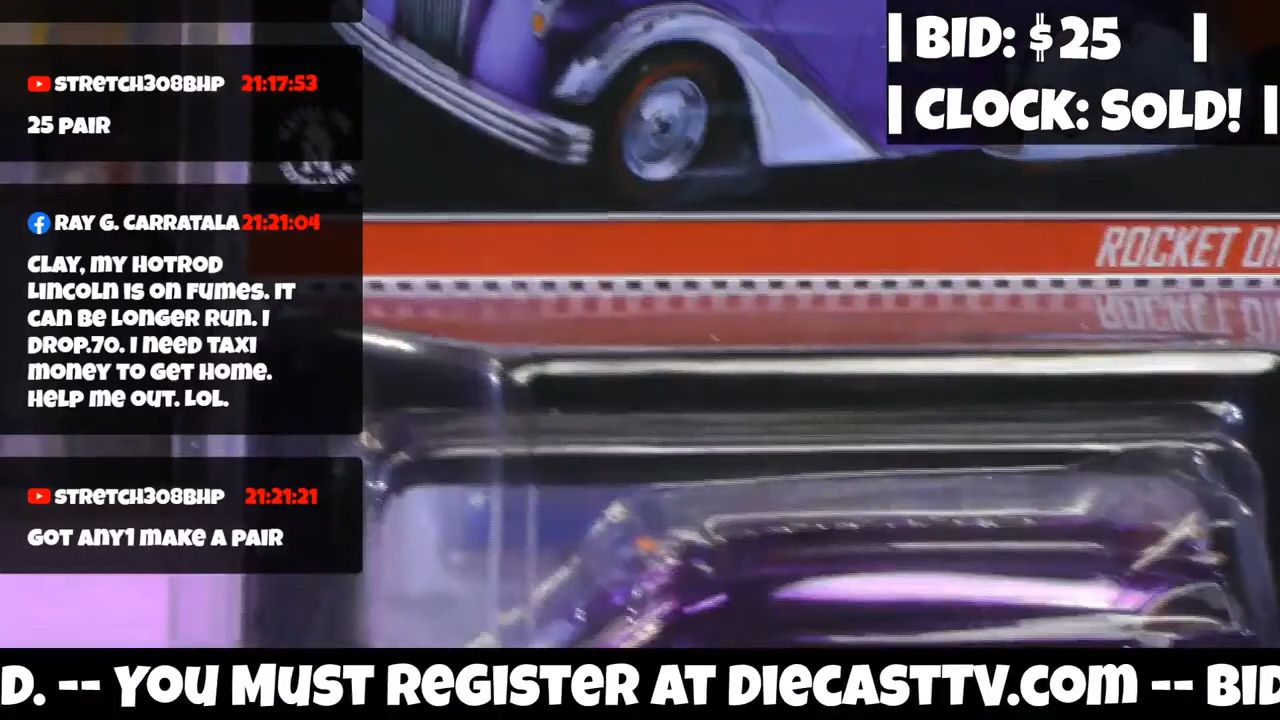 | BID: $25 |
| CLOCK: SOLD! |
STRETCH308BHP 21:17:53
25 PAIR
RAY G. CARRATALA 21:21:04
CLAY, MY HOTROD
LINCOLN IS ON FUMES. IT
CAN BE LONGER RUN. I
DROP.70. I NEED TAXI
MONEY TO GET HOME.
HELP ME OUT. LOL.
STRETCH308BHP 21:21:21
GOT ANY1 MAKE A PAIR
ROCKET
D. -- YOU MUST REGISTER AT DIECASTTV.COM -- BID